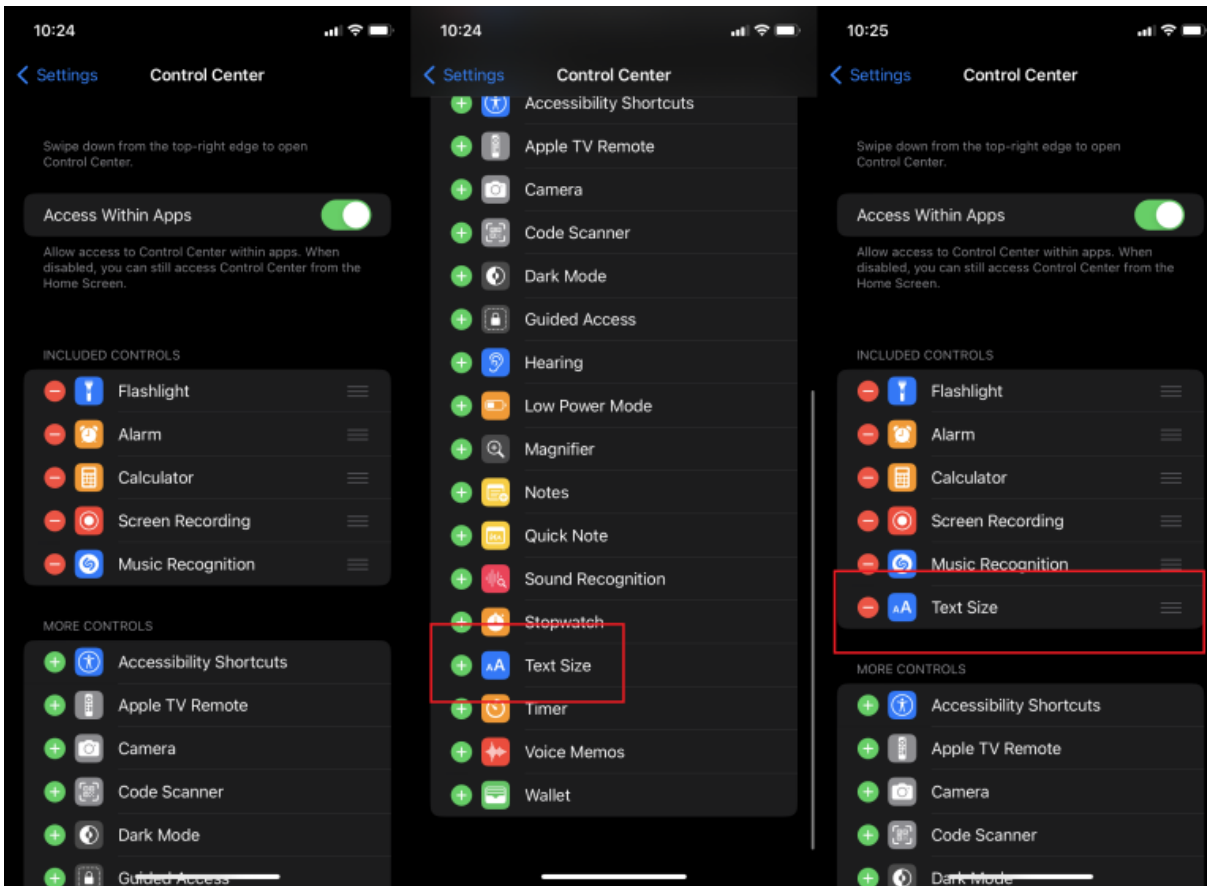 10:24
Settings
Control Center
Swipe down from the top-right edge to open
Control Center.
Access Within Apps
Allow access to Control Center within apps. When
disabled, you can still access Control Center from the
Home Screen.
INCLUDED CONTROLS
Flashlight
Alarm
Calculator
Screen Recording
Music Recognition
MORE CONTROLS
Accessibility Shortcuts
Apple TV Remote
Camera
Code Scanner
Dark Mode
Guided Access
10:24
Settings
Control Center
Accessibility Shortcuts
Apple TV Remote
Camera
Code Scanner
Dark Mode
Guided Access
Hearing
Low Power Mode
Magnifier
Notes
Quick Note
Sound Recognition
Stopwatch
AA Text Size
Timer
Voice Memos
Wallet
10:25
Settings
Control Center
Swipe down from the top-right edge to open
Control Center.
Access Within Apps
Allow access to Control Center within apps. When
disabled, you can still access Control Center from the
Home Screen.
INCLUDED CONTROLS
Flashlight
Alarm
Calculator
Screen Recording
Music Recognition
AA Text Size
MORE CONTROLS
Accessibility Shortcuts
Apple TV Remote
Camera
Code Scanner
Dark Mode